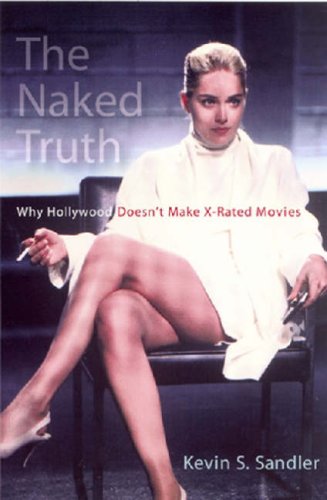 The
Naked
Truth
Why Hollywood Doesn't Make X-Rated Movies
Kevin S. Sandler